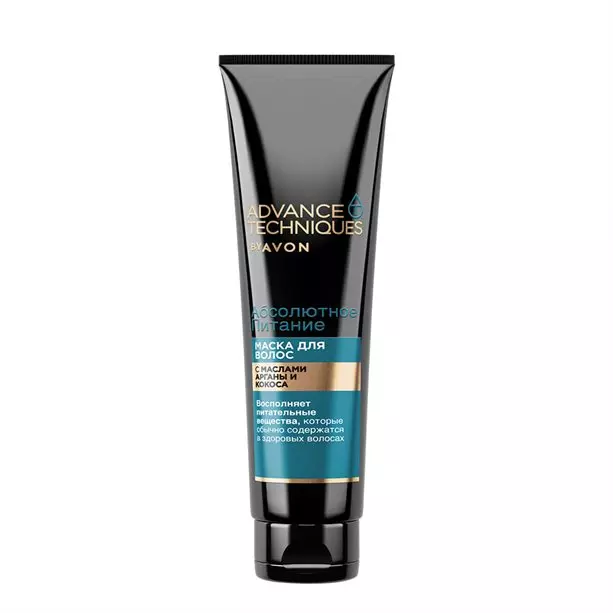 ADVANCE
TECHNIQUES
BY AVON
Абсолютное
Питание
МАСКА ДЛЯ
ВОЛОС
С МАСЛАМИ
АРГАНЫ И
КОКОСА
Восполняет
питательные
вещества, которые
обычно содержатся
в здоровых волосах